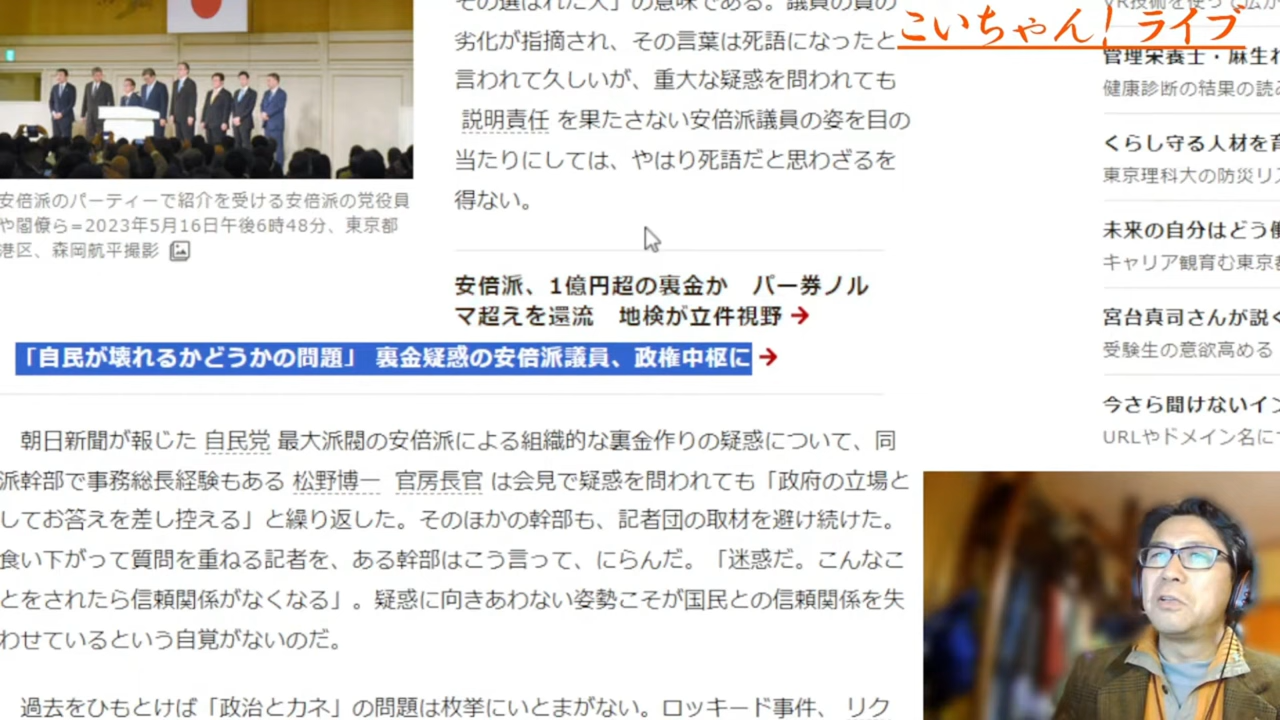 その選ばれた人」の意味である。議員の質の
劣化が指摘され、その言葉は死語になったと
言われて久しいが、重大な疑惑を問われても
説明責任 を果たさない安倍派議員の姿を目の
当たりにしては、やはり死語だと思わざるを
得ない。
安倍派のパーティーで紹介を受ける安倍派の党役員
や閣僚ら=2023年5月16日午後6時48分、東京都
港区、森岡航平撮影
安倍派、1億円超の裏金か パー券ノル
マ超えを還流 地検が立件視野
「自民が壊れるかどうかの問題」 裏金疑惑の安倍派議員、政権中枢に
朝日新聞が報じた 自民党 最大派閥の安倍派による組織的な裏金作りの疑惑について、同
派幹部で事務総長経験もある 松野博一 官房長官 は会見で疑惑を問われても「政府の立場と
してお答えを差し控える」と繰り返した。そのほかの幹部も、記者団の取材を避け続けた。
食い下がって質問を重ねる記者を、ある幹部はこう言って、にらんだ。「迷惑だ。こんなこ
とをされたら信頼関係がなくなる」。疑惑に向きあわない姿勢こそが国民との信頼関係を失
わせているという自覚がないのだ。
過去をひもとけば「政治とカネ」の問題は枚挙にいとまがない。ロッキード事件、 リク
こいちゃん!ライブ
VR技術を使って広が
管理栄養士・麻生れ
健康診断の結果の読み
くらし守る人材を育
東京理科大の防災リス
未来の自分はどう働
キャリア観育む東京都
宮台真司さんが説く
受験生の意欲高める
今さら聞けないイン
URLやドメイン名につ